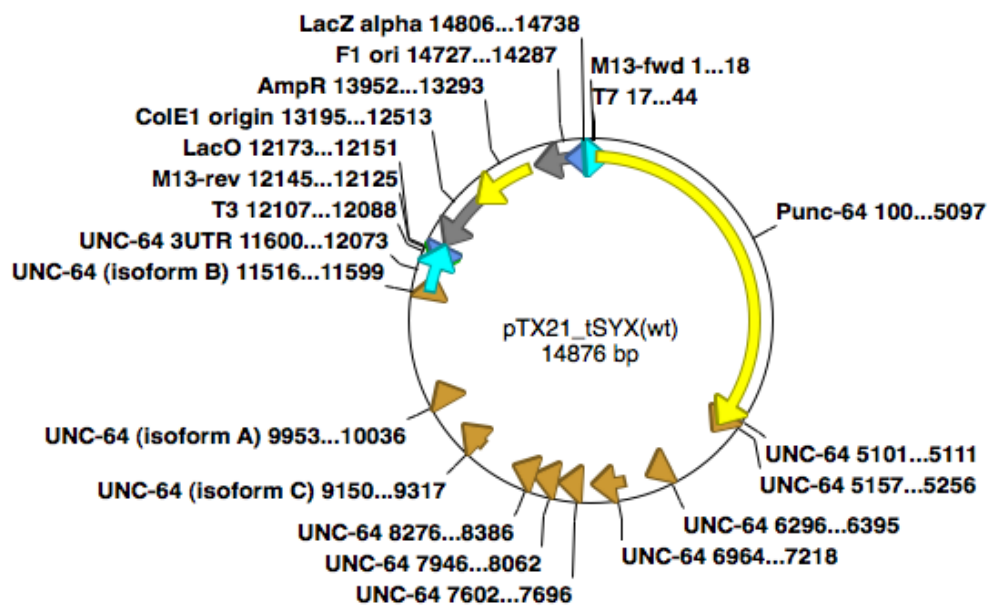 LacZ alpha 14806...14738
F1 ori 14727...14287
AmpR 13952...13293
ColE1 origin 13195...12513
LacO 12173...12151
M13-rev 12145...12125
T3 12107...12088
UNC-64 3UTR 11600...12073
UNC-64 (isoform B) 11516...11599
M13-fwd 1...18
T7 17...44
Punc-64 100...5097
pTX21_tSYX(wt)
14876 bp
UNC-64 (isoform A) 9953...10036
UNC-64 (isoform C) 9150...9317
UNC-64 8276...8386
UNC-64 7946...8062
UNC-64 7602...7696
UNC-64 5101...5111
UNC-64 5157...5256
UNC-64 6296...6395
UNC-64 6964...7218